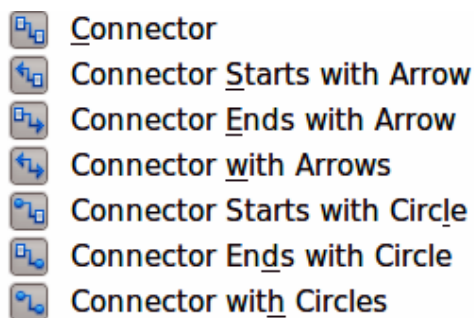 Connector
Connector Starts with Arrow
Connector Ends with Arrow
Connector with Arrows
Connector Starts with Circle
Connector Ends with Circle
Connector with Circles